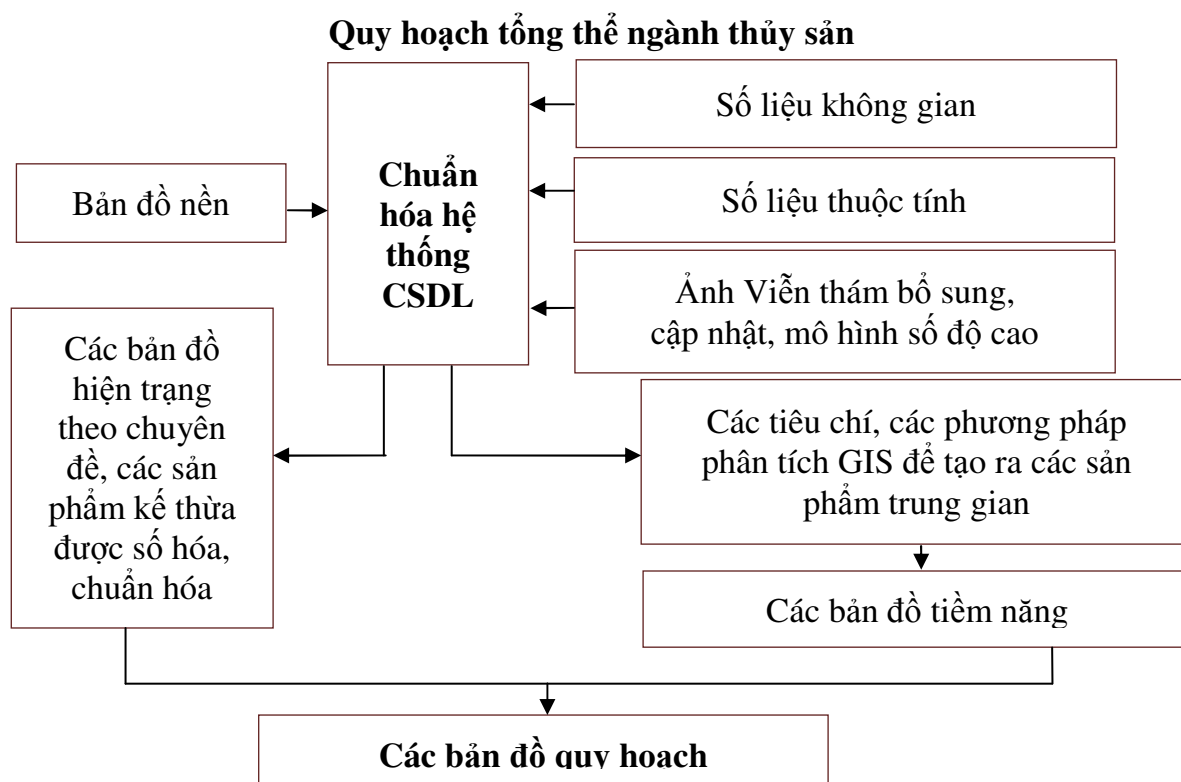 Quy hoạch tổng thể ngành thủy sản
Số liệu không gian
Bản đồ nền
Chuẩn
hóa hệ
thống
CSDL
Số liệu thuộc tính
Ảnh Viễn thám bổ sung,
cập nhật, mô hình số độ cao
Các bản đồ
hiện trạng
theo chuyên
đề, các sản
phẩm kế thừa
được số hóa,
chuẩn hóa
Các tiêu chí, các phương pháp
phân tích GIS để tạo ra các sản
phẩm trung gian
Các bản đồ tiềm năng
Các bản đồ quy hoạch